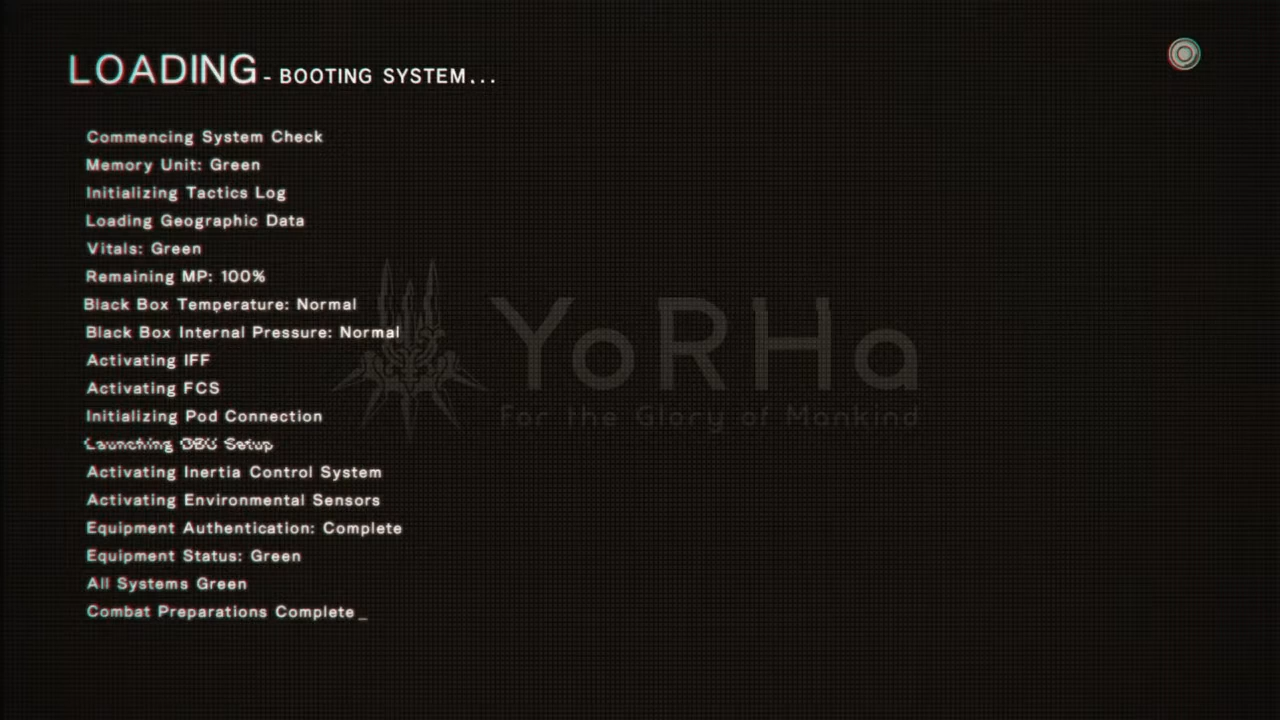 LOADING - BOOTING SYSTEM...
Commencing System Check
Memory Unit: Green
Initializing Tactics Log
Loading Geographic Data
Vitals: Green
Remaining MP: 100%
Black Box Temperature: Normal
Black Box Internal Pressure: Normal
Activating IFF
Activating FCS
Initializing Pod Connection
Launching DBU Setup
Activating Inertia Control System
Activating Environmental Sensors
Equipment Authentication: Complete
Equipment Status: Green
All Systems Green
Combat Preparations Complete_
YoRHa
For the Glory of Mankind